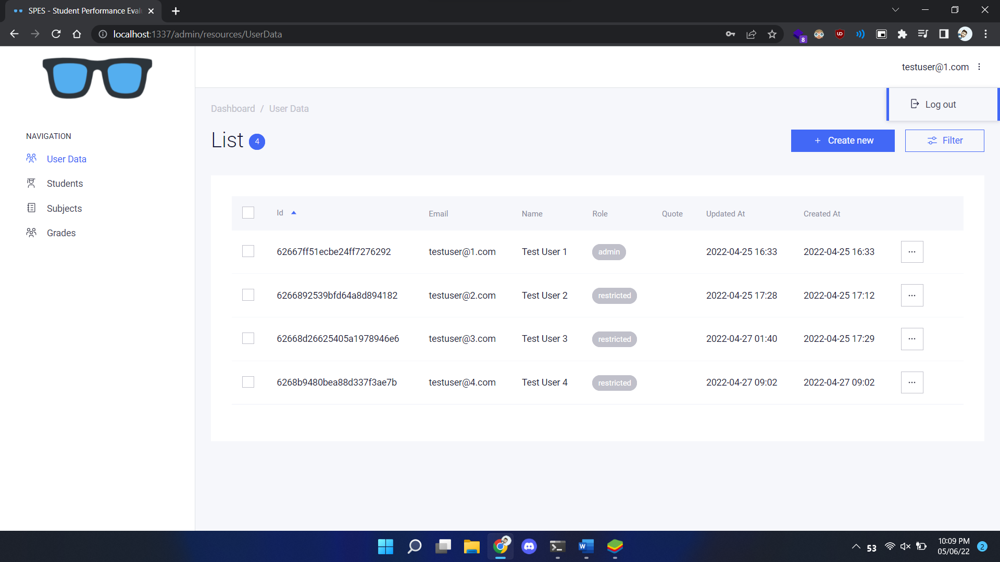 SPES - Student Performance Evalu
localhost:1337/admin/resources/UserData
8
testuser@1.com
Log out
NAVIGATION
User Data
Students
Subjects
Grades
Dashboard / User Data
List 4
+ Create new
Filter
Id Email Name Role Quote Updated At Created At
62667ff51ecbe24ff7276292 testuser@1.com Test User 1 admin 2022-04-25 16:33 2022-04-25 16:33 ...
6266892539bfd64a8d894182 testuser@2.com Test User 2 restricted 2022-04-25 17:28 2022-04-25 17:12 ...
62668d26625405a1978946e6 testuser@3.com Test User 3 restricted 2022-04-27 01:40 2022-04-25 17:29 ...
6268b9480bea88d337f3ae7b testuser@4.com Test User 4 restricted 2022-04-27 09:02 2022-04-27 09:02 ...
W
53
10:09 PM
05/06/22
2